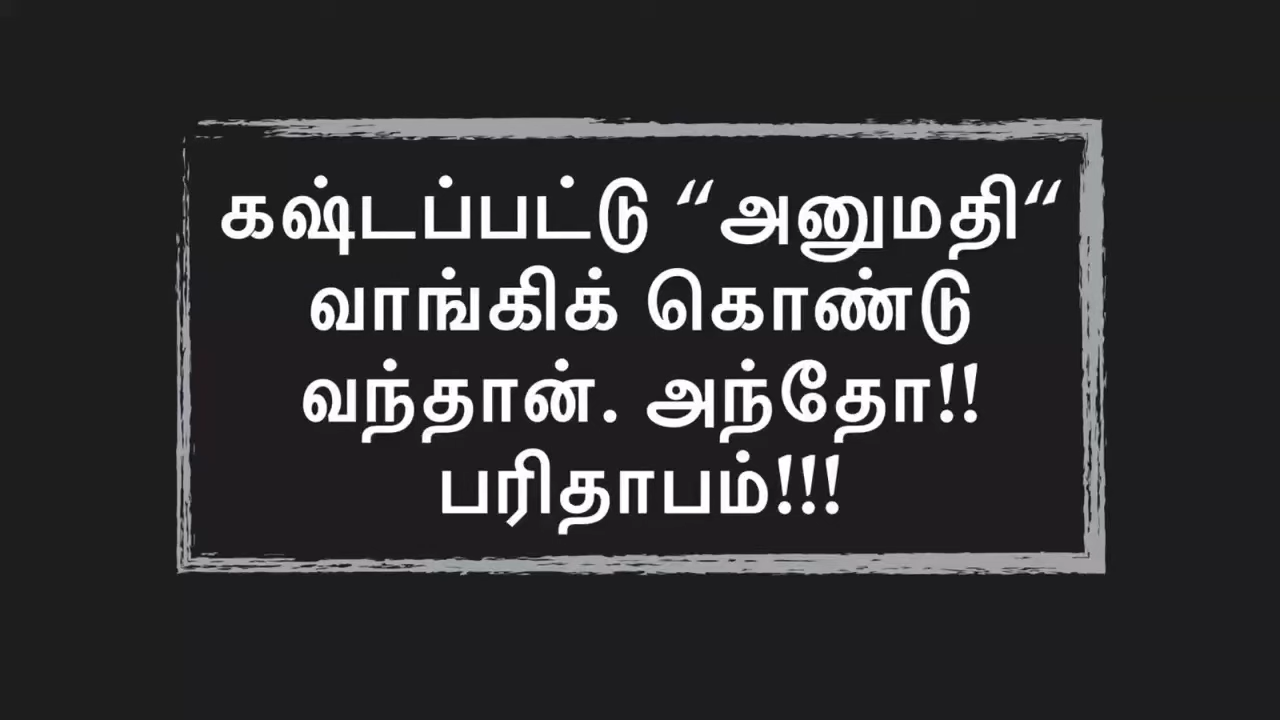 கஷ்டப்பட்டு “அனுமதி“
வாங்கிக் கொண்டு
வந்தான். அந்தோ!!
பரிதாபம்!!!